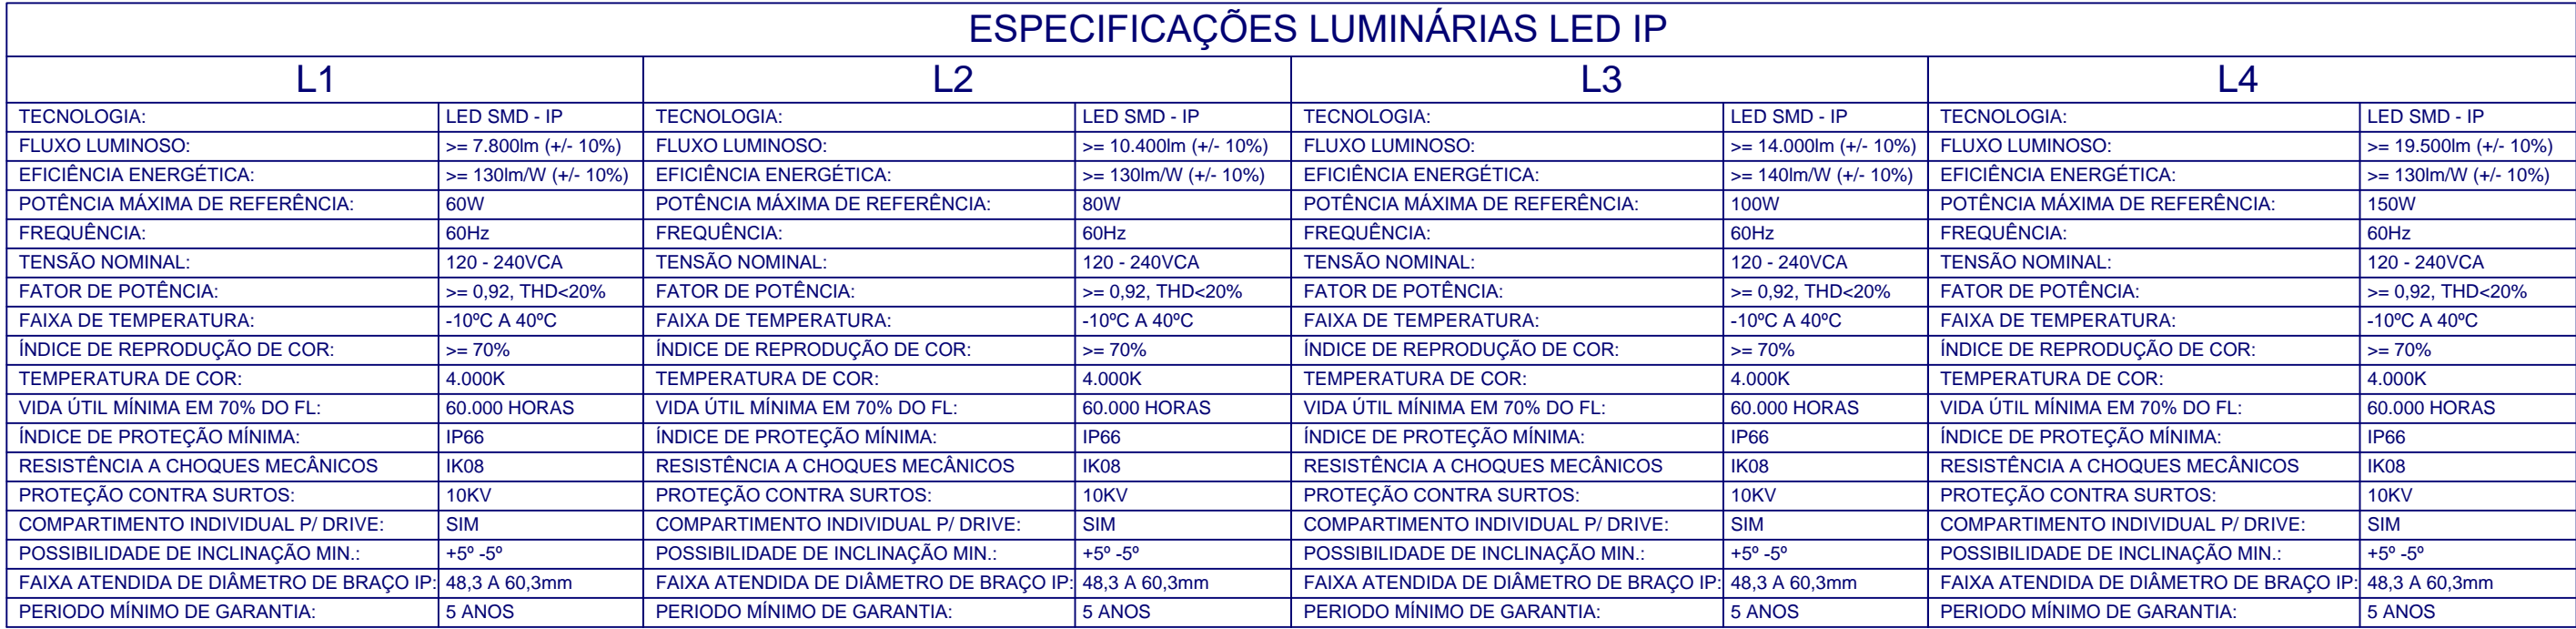 ESPECIFICAÇÕES LUMINÁRIAS LED IP
L1 L2 L3 L4
TECNOLOGIA: LED SMD - IP TECNOLOGIA: LED SMD - IP TECNOLOGIA: LED SMD - IP TECNOLOGIA: LED SMD - IP
FLUXO LUMINOSO: >= 7.800lm (+/- 10%) FLUXO LUMINOSO: >= 10.400lm (+/- 10%) FLUXO LUMINOSO: >= 14.000lm (+/- 10%) FLUXO LUMINOSO: >= 19.500lm (+/- 10%)
EFICIÊNCIA ENERGÉTICA: >= 130lm/W (+/- 10%) EFICIÊNCIA ENERGÉTICA: >= 130lm/W (+/- 10%) EFICIÊNCIA ENERGÉTICA: >= 140lm/W (+/- 10%) EFICIÊNCIA ENERGÉTICA: >= 130lm/W (+/- 10%)
POTÊNCIA MÁXIMA DE REFERÊNCIA: 60W POTÊNCIA MÁXIMA DE REFERÊNCIA: 80W POTÊNCIA MÁXIMA DE REFERÊNCIA: 100W POTÊNCIA MÁXIMA DE REFERÊNCIA: 150W
FREQUÊNCIA: 60Hz FREQUÊNCIA: 60Hz FREQUÊNCIA: 60Hz FREQUÊNCIA: 60Hz
TENSÃO NOMINAL: 120 - 240VCA TENSÃO NOMINAL: 120 - 240VCA TENSÃO NOMINAL: 120 - 240VCA TENSÃO NOMINAL: 120 - 240VCA
FATOR DE POTÊNCIA: >= 0,92, THD<20% FATOR DE POTÊNCIA: >= 0,92, THD<20% FATOR DE POTÊNCIA: >= 0,92, THD<20% FATOR DE POTÊNCIA: >= 0,92, THD<20%
FAIXA DE TEMPERATURA: -10ºC A 40ºC FAIXA DE TEMPERATURA: -10ºC A 40ºC FAIXA DE TEMPERATURA: -10ºC A 40ºC FAIXA DE TEMPERATURA: -10ºC A 40ºC
ÍNDICE DE REPRODUÇÃO DE COR: >= 70% ÍNDICE DE REPRODUÇÃO DE COR: >= 70% ÍNDICE DE REPRODUÇÃO DE COR: >= 70% ÍNDICE DE REPRODUÇÃO DE COR: >= 70%
TEMPERATURA DE COR: 4.000K TEMPERATURA DE COR: 4.000K TEMPERATURA DE COR: 4.000K TEMPERATURA DE COR: 4.000K
VIDA ÚTIL MÍNIMA EM 70% DO FL: 60.000 HORAS VIDA ÚTIL MÍNIMA EM 70% DO FL: 60.000 HORAS VIDA ÚTIL MÍNIMA EM 70% DO FL: 60.000 HORAS VIDA ÚTIL MÍNIMA EM 70% DO FL: 60.000 HORAS
ÍNDICE DE PROTEÇÃO MÍNIMA: IP66 ÍNDICE DE PROTEÇÃO MÍNIMA: IP66 ÍNDICE DE PROTEÇÃO MÍNIMA: IP66 ÍNDICE DE PROTEÇÃO MÍNIMA: IP66
RESISTÊNCIA A CHOQUES MECÂNICOS IK08 RESISTÊNCIA A CHOQUES MECÂNICOS IK08 RESISTÊNCIA A CHOQUES MECÂNICOS IK08 RESISTÊNCIA A CHOQUES MECÂNICOS IK08
PROTEÇÃO CONTRA SURTOS: 10KV PROTEÇÃO CONTRA SURTOS: 10KV PROTEÇÃO CONTRA SURTOS: 10KV PROTEÇÃO CONTRA SURTOS: 10KV
COMPARTIMENTO INDIVIDUAL P/ DRIVE: SIM COMPARTIMENTO INDIVIDUAL P/ DRIVE: SIM COMPARTIMENTO INDIVIDUAL P/ DRIVE: SIM COMPARTIMENTO INDIVIDUAL P/ DRIVE: SIM
POSSIBILIDADE DE INCLINAÇÃO MIN.: +5º -5º POSSIBILIDADE DE INCLINAÇÃO MIN.: +5º -5º POSSIBILIDADE DE INCLINAÇÃO MIN.: +5º -5º POSSIBILIDADE DE INCLINAÇÃO MIN.: +5º -5º
FAIXA ATENDIDA DE DIÂMETRO DE BRAÇO IP: 48,3 A 60,3mm FAIXA ATENDIDA DE DIÂMETRO DE BRAÇO IP: 48,3 A 60,3mm FAIXA ATENDIDA DE DIÂMETRO DE BRAÇO IP: 48,3 A 60,3mm FAIXA ATENDIDA DE DIÂMETRO DE BRAÇO IP: 48,3 A 60,3mm
PERIODO MÍNIMO DE GARANTIA: 5 ANOS PERIODO MÍNIMO DE GARANTIA: 5 ANOS PERIODO MÍNIMO DE GARANTIA: 5 ANOS PERIODO MÍNIMO DE GARANTIA: 5 ANOS